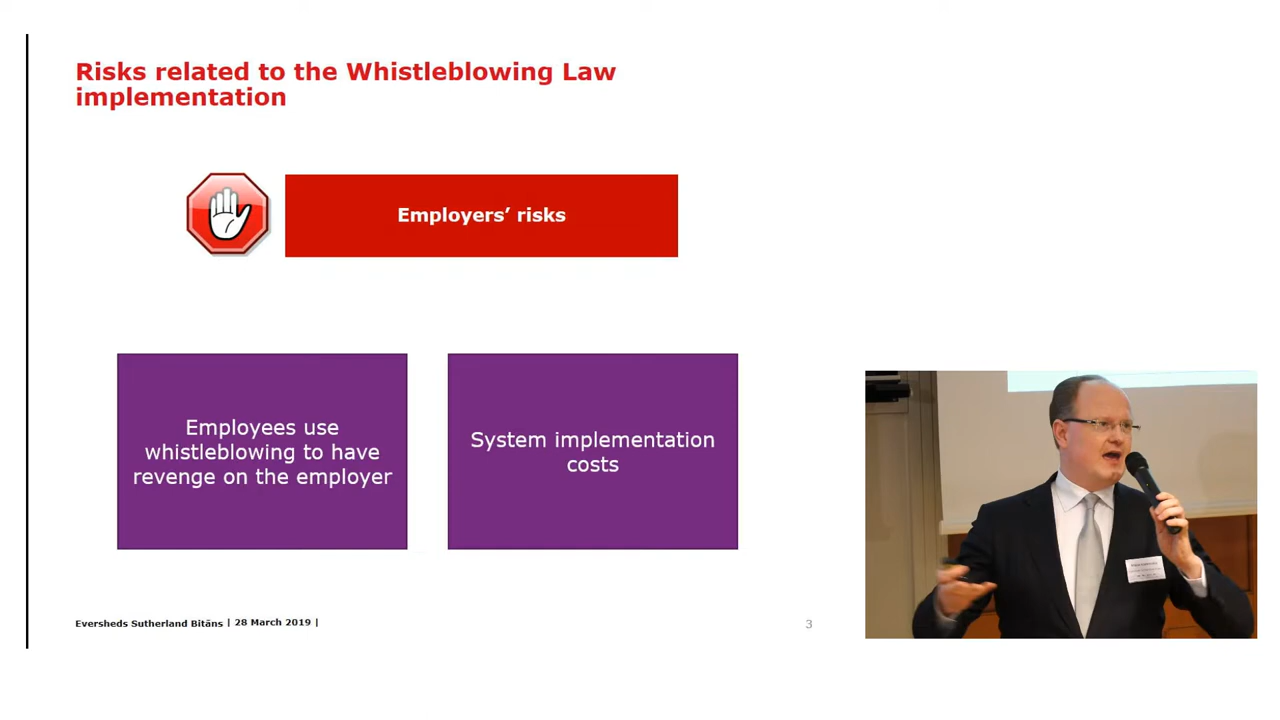 Risks related to the Whistleblowing Law
implementation
Employers’ risks
Employees use
whistleblowing to have
revenge on the employer
System implementation
costs
Eversheds Sutherland Bitāns | 28 March 2019 |
3